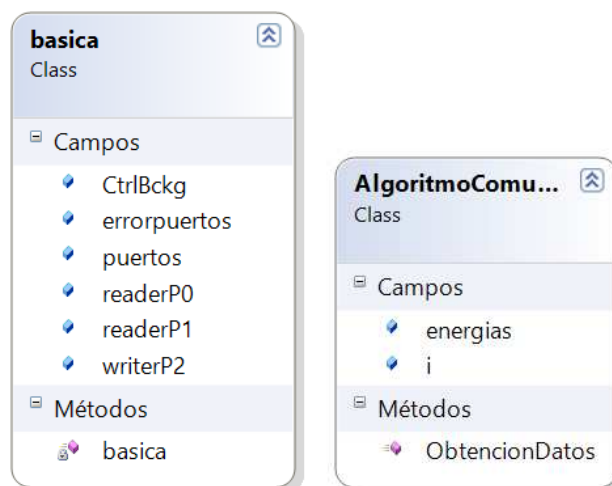 basica
Class
Campos
CtrlBckg
errorpuertos
puertos
readerP0
readerP1
writerP2
Métodos
basica
AlgoritmoComu...
Class
Campos
energias
i
Métodos
ObtencionDatos